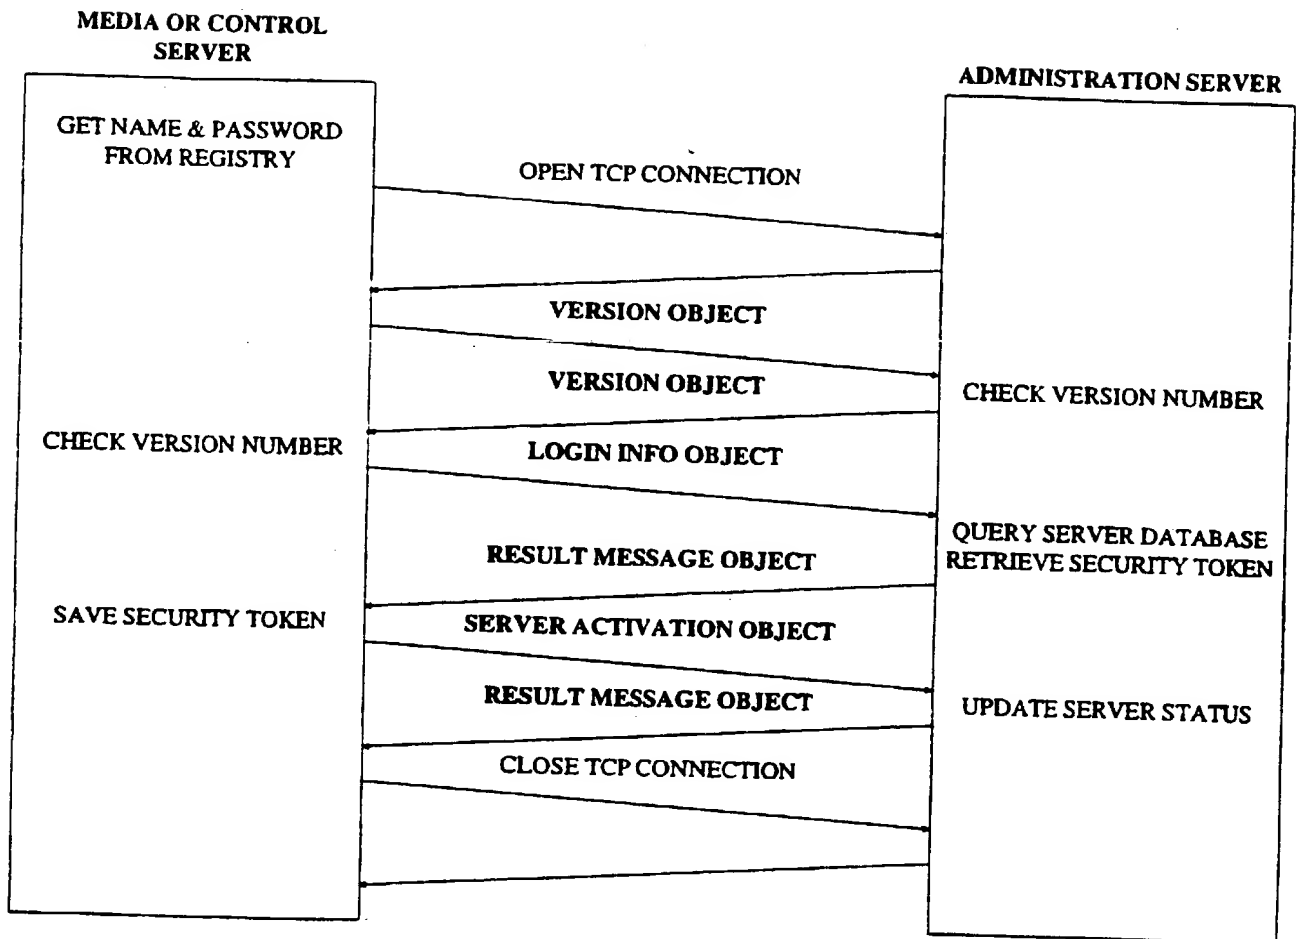 MEDIA OR CONTROL
SERVER
ADMINISTRATION SERVER
GET NAME & PASSWORD
FROM REGISTRY
OPEN TCP CONNECTION
VERSION OBJECT
VERSION OBJECT
CHECK VERSION NUMBER
CHECK VERSION NUMBER
LOGIN INFO OBJECT
QUERY SERVER DATABASE
RETRIEVE SECURITY TOKEN
RESULT MESSAGE OBJECT
SAVE SECURITY TOKEN
SERVER ACTIVATION OBJECT
RESULT MESSAGE OBJECT
UPDATE SERVER STATUS
CLOSE TCP CONNECTION